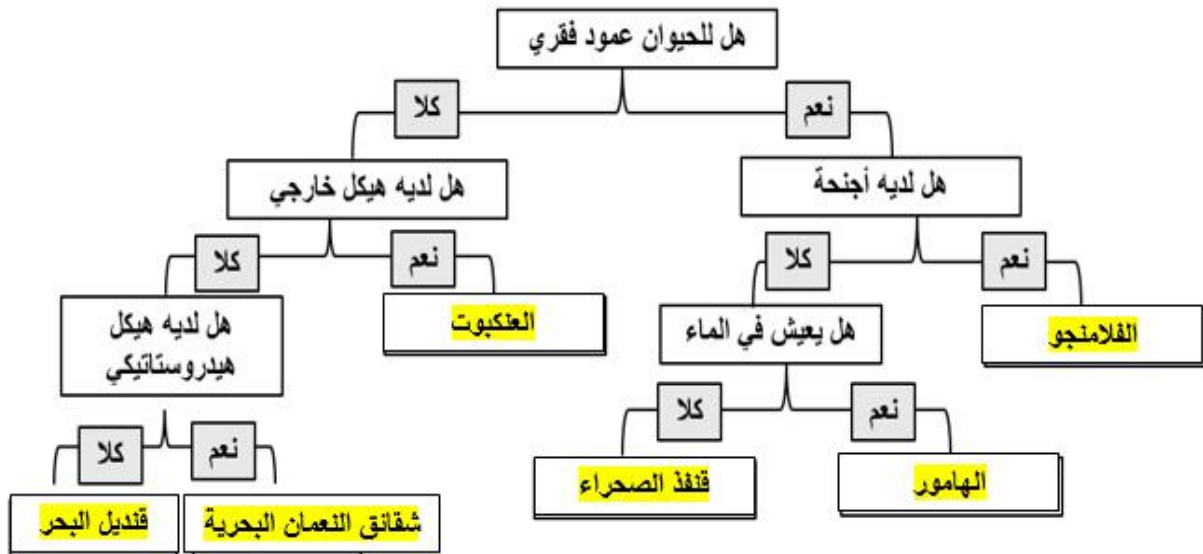 هل للحيوان عمود فقري
نعم
كلا
هل لديه أجنحة
هل لديه هيكل خارجي
نعم
كلا
نعم
كلا
الفلامنجو
هل يعيش في الماء
العنكبوت
هل لديه هيكل
هيدروستاتيكي
نعم
كلا
نعم
كلا
الهامور
قنفذ الصحراء
شقائق النعمان البحرية
قنديل البحر